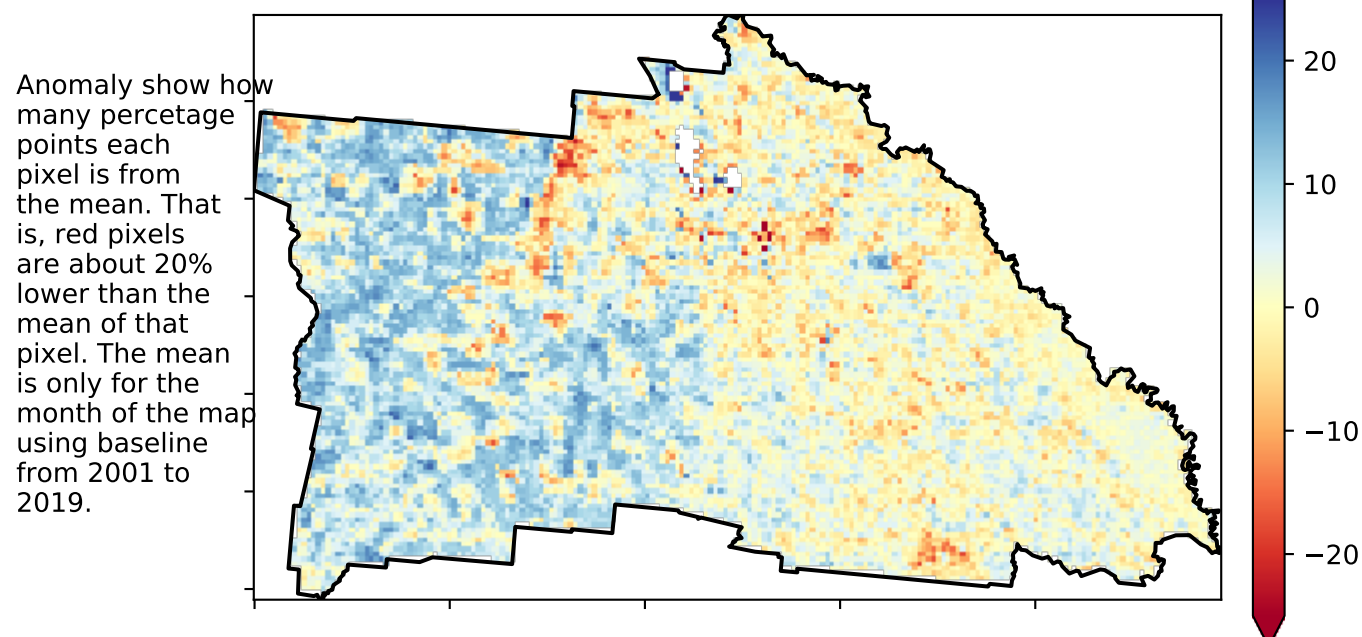 Anomaly show how
many percetage
points each
pixel is from
the mean. That
is, red pixels
are about 20%
lower than the
mean of that
pixel. The mean
is only for the
month of the map
using baseline
from 2001 to
2019.
20
10
0
−10
−20